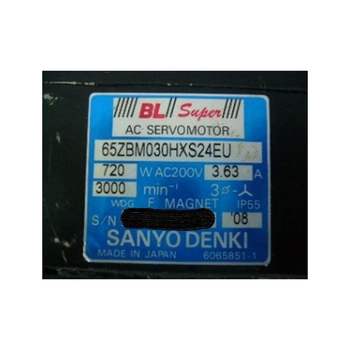 BL Super
AC SERVOMOTOR
65ZBM030HXS24EU
720 W AC200V 3.63 A
3000 min⁻¹ 3
WDG F MAGNET IP55
S/N '08
SANYO DENKI
MADE IN JAPAN 6065851-1